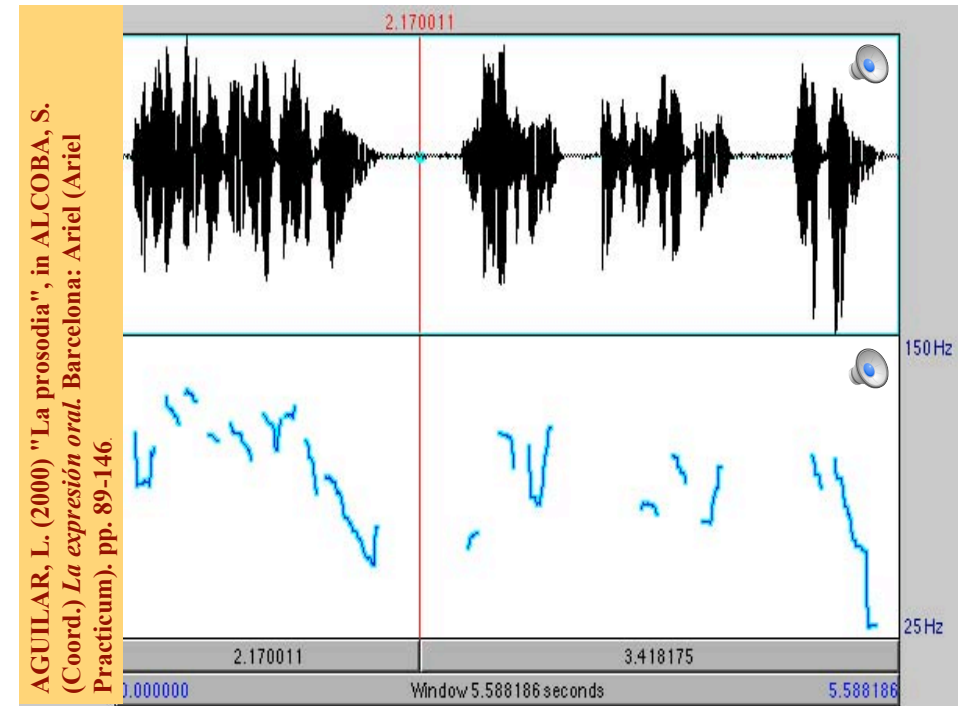 AGUILAR, L. (2000) "La prosodia", in ALCOBA, S.
(Coord.) La expresión oral. Barcelona: Ariel (Ariel
Practicum). pp. 89-146.
2.170011
150 Hz
25 Hz
2.170011 3.418175
0.000000 Window 5.588186 seconds 5.588186